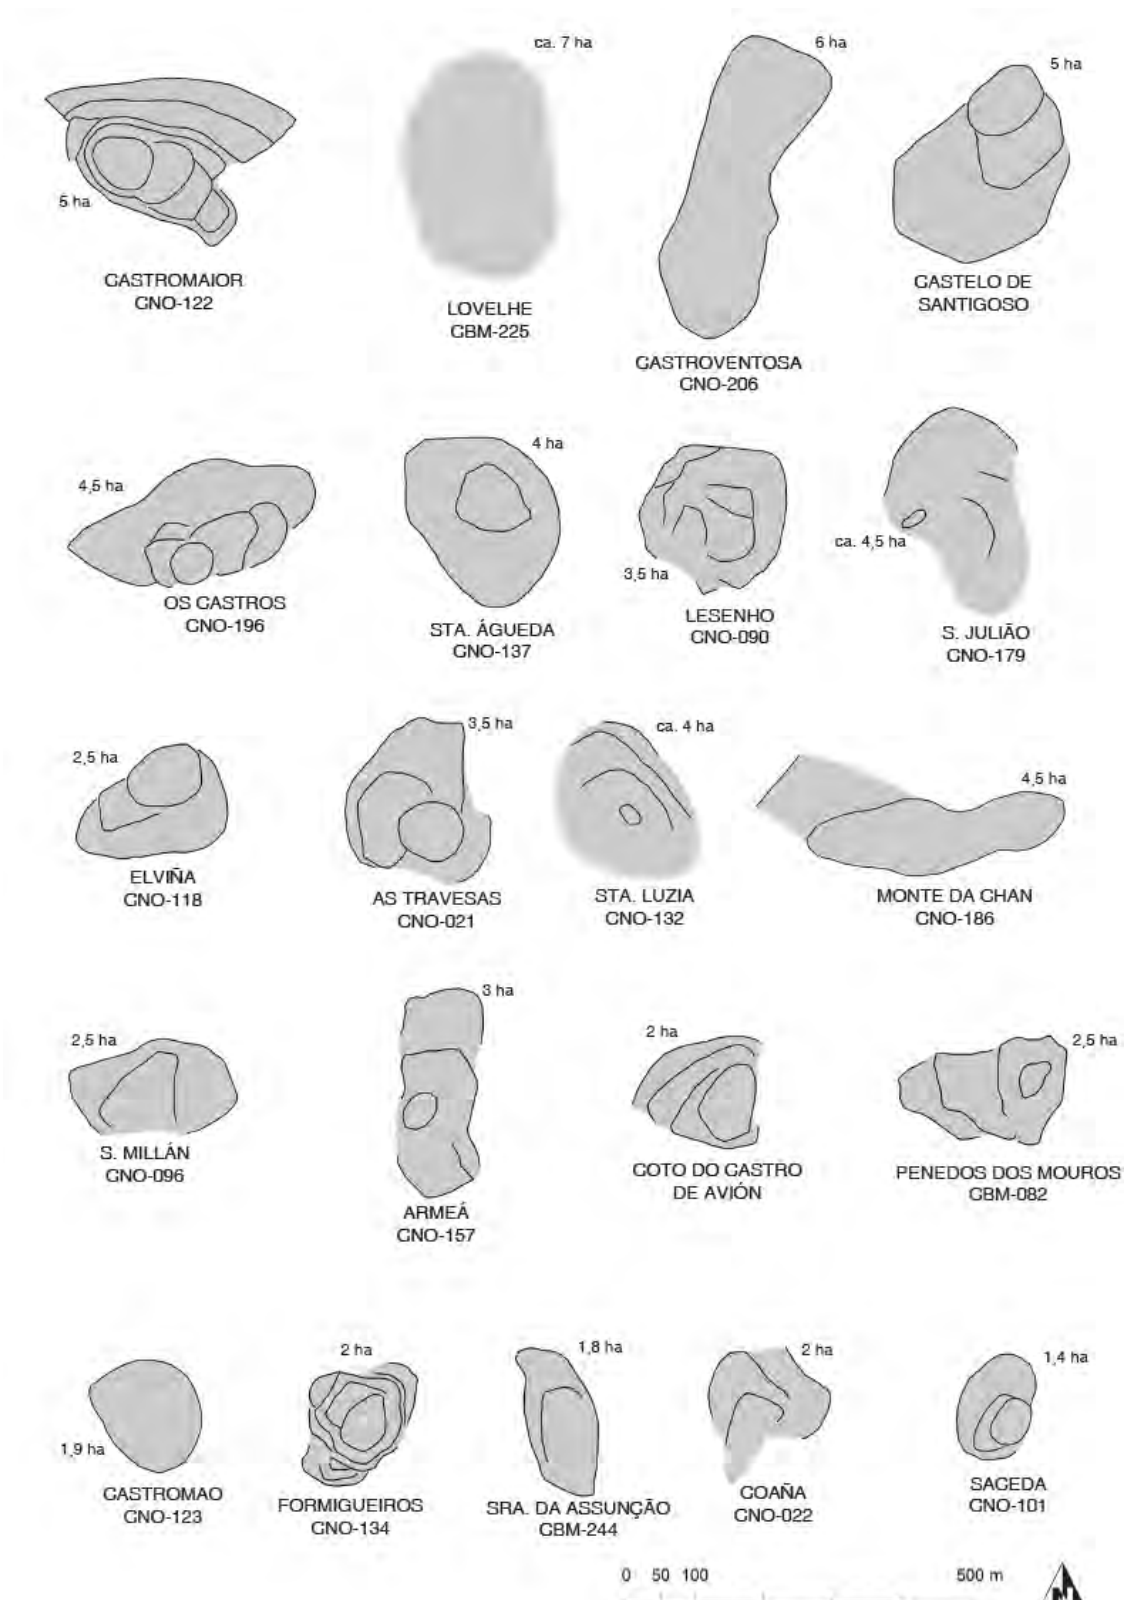 ca. 7 ha
6 ha
5 ha
5 ha
CASTROMAIOR
CNO-122
LOVELHE
CBM-225
CASTROVENTOSA
CNO-206
CASTELO DE
SANTIGOSO
4,5 ha
4 ha
3,5 ha
ca. 4,5 ha
OS CASTROS
CNO-196
STA. ÁGUEDA
CNO-137
LESENHO
CNO-090
S. JULIÃO
CNO-179
2,5 ha
3,5 ha
ca. 4 ha
4,5 ha
ELVIÑA
CNO-118
AS TRAVESAS
CNO-021
STA. LUZIA
CNO-132
MONTE DA CHAN
CNO-186
2,5 ha
3 ha
2 ha
2,5 ha
S. MILLÁN
CNO-096
ARMEÁ
CNO-157
COTO DO CASTRO
DE AVIÓN
PENEDOS DOS MOUROS
CBM-082
1,9 ha
2 ha
1,8 ha
2 ha
1,4 ha
CASTROMAO
CNO-123
FORMIGUEIROS
CNO-134
SRA. DA ASSUNÇÃO
CBM-244
COAÑA
CNO-022
SACEDA
CNO-101
0 50 100 500 m